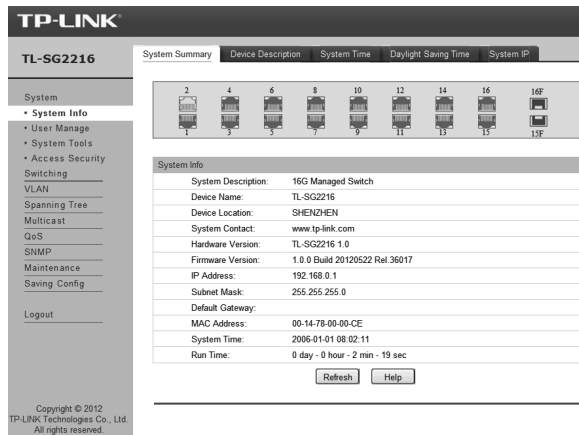 TP-LINK®
TL-SG2216
System
• System Info
• User Manage
• System Tools
• Access Security
Switching
VLAN
Spanning Tree
Multicast
QoS
SNMP
Maintenance
Saving Config
Logout
Copyright © 2012
TP-LINK Technologies Co., Ltd.
All rights reserved.
System Summary Device Description System Time Daylight Saving Time System IP
2 4 6 8 10 12 14 16 16F
1 3 5 7 9 11 13 15 15F
System Info
System Description: 16G Managed Switch
Device Name: TL-SG2216
Device Location: SHENZHEN
System Contact: www.tp-link.com
Hardware Version: TL-SG2216 1.0
Firmware Version: 1.0.0 Build 20120522 Rel.36017
IP Address: 192.168.0.1
Subnet Mask: 255.255.255.0
Default Gateway:
MAC Address: 00-14-78-00-00-CE
System Time: 2006-01-01 08:02:11
Run Time: 0 day - 0 hour - 2 min - 19 sec
Refresh Help